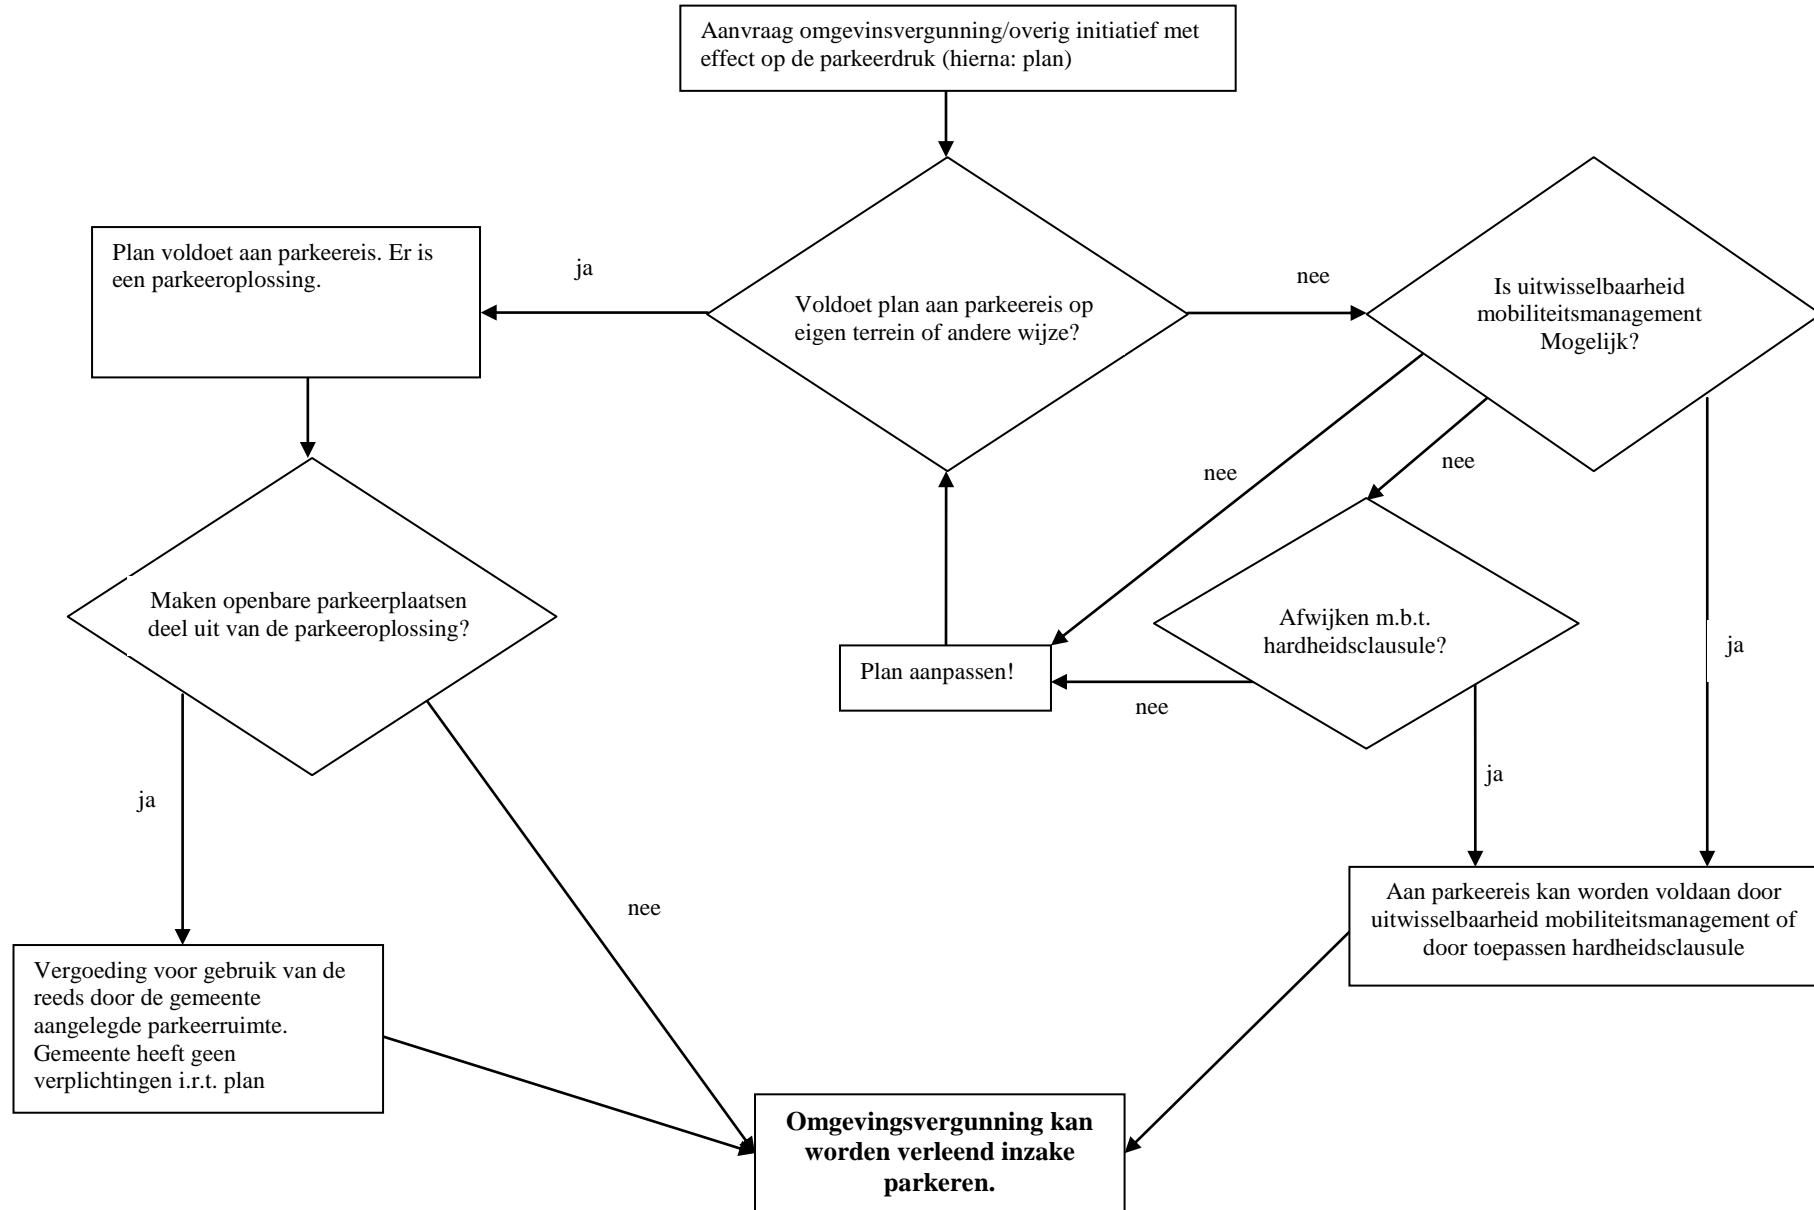 Aanvraag omgevinsvergunning/overig initiatief met
effect op de parkeerdruk (hierna: plan)
Plan voldoet aan parkeereis. Er is
een parkeeroplossing.
ja
Voldoet plan aan parkeereis op
eigen terrein of andere wijze?
nee
Is uitwisselbaarheid
mobiliteitsmanagement
Mogelijk?
nee
nee
Maken openbare parkeerplaatsen
deel uit van de parkeeroplossing?
Plan aanpassen!
Afwijken m.b.t.
hardheidsclausule?
ja
nee
ja
ja
nee
Aan parkeereis kan worden voldaan door
uitwisselbaarheid mobiliteitsmanagement of
door toepassen hardheidsclausule
Vergoeding voor gebruik van de
reeds door de gemeente
aangelegde parkeerruimte.
Gemeente heeft geen
verplichtingen i.r.t. plan
Omgevingsvergunning kan
worden verleend inzake
parkeren.